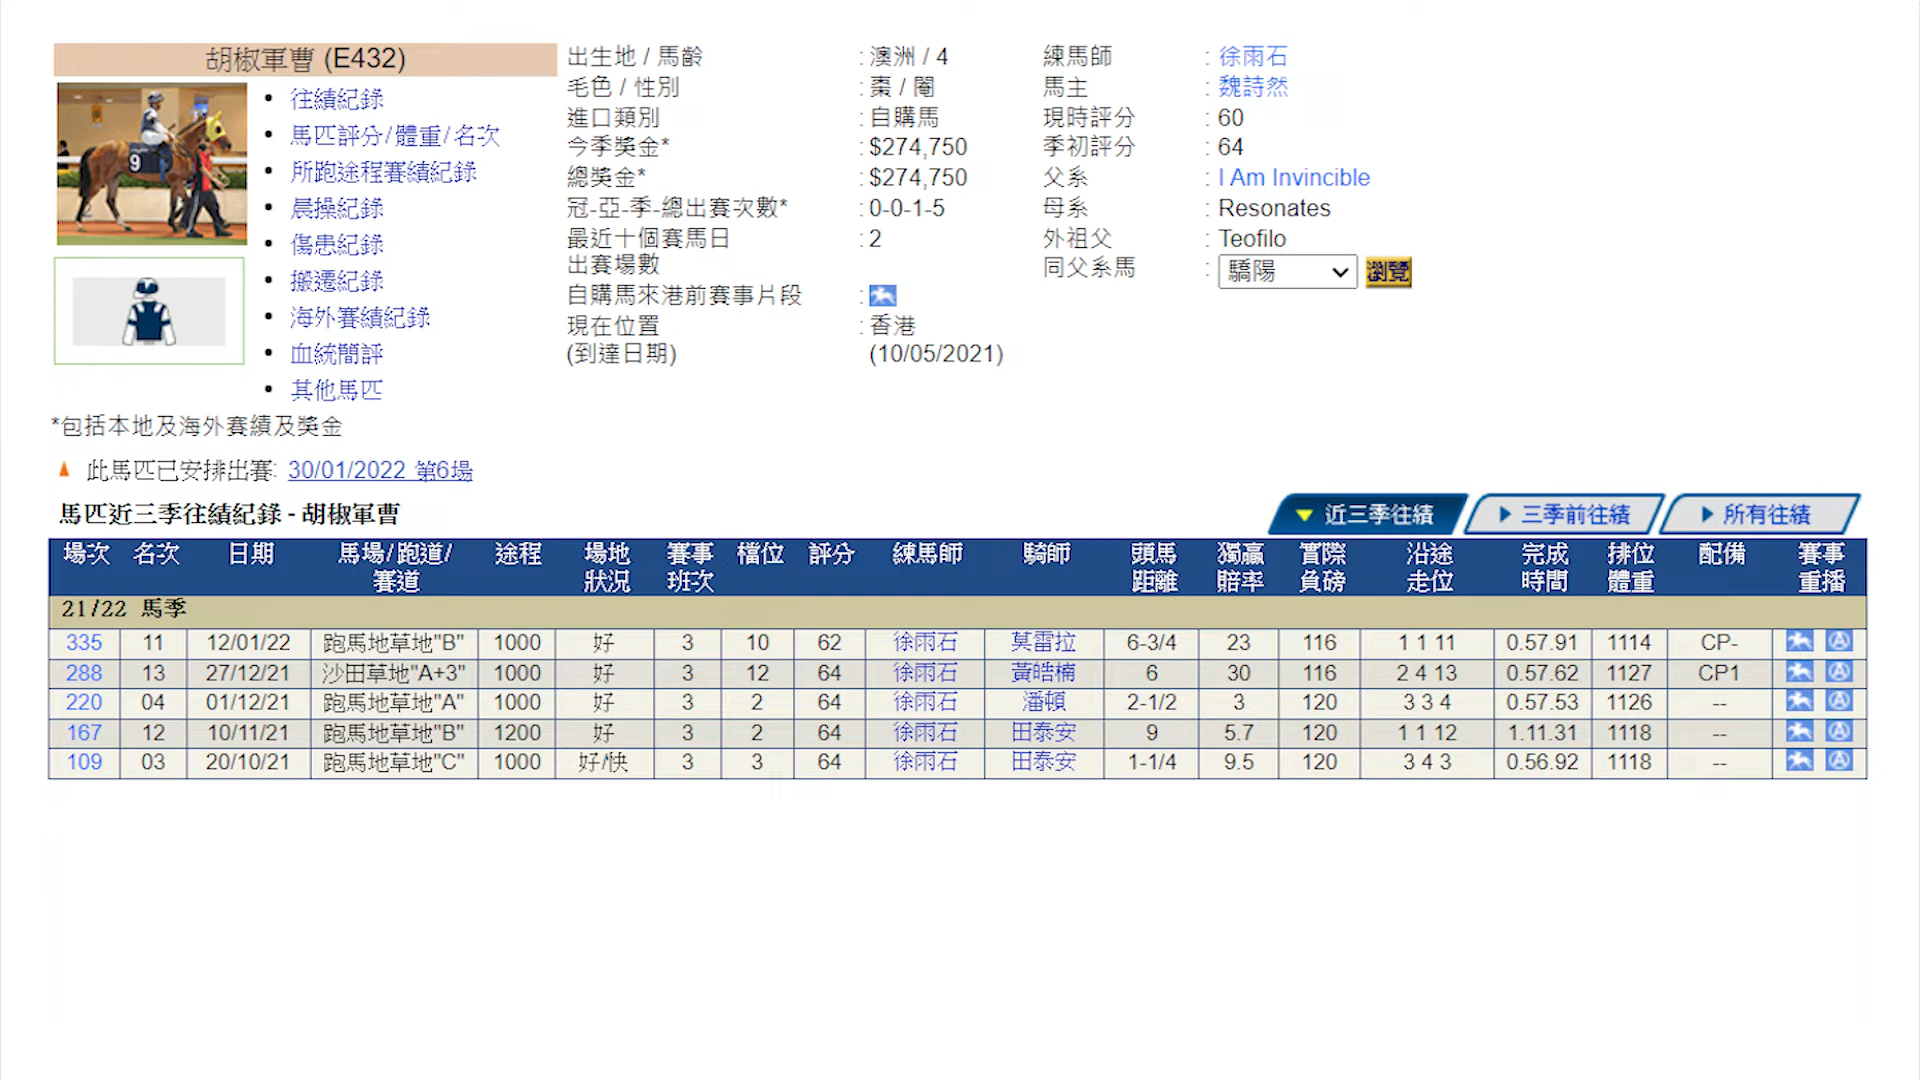 胡椒軍曹 (E432)
9
• 往績紀錄
• 馬匹評分/體重/名次
• 所跑途程賽績紀錄
• 晨操紀錄
• 傷患紀錄
• 搬遷紀錄
• 海外賽績紀錄
• 血統簡評
• 其他馬匹
出生地 / 馬齡 : 澳洲 / 4
毛色 / 性別 : 棗 / 閹
進口類別 : 自購馬
今季獎金* : $274,750
總獎金* : $274,750
冠-亞-季-總出賽次數* : 0-0-1-5
最近十個賽馬日 : 2
出賽場數
自購馬來港前賽事片段 :
現在位置 : 香港
(到達日期) (10/05/2021)
練馬師 : 徐雨石
馬主 : 魏詩然
現時評分 : 60
季初評分 : 64
父系 : I Am Invincible
母系 : Resonates
外祖父 : Teofilo
同父系馬 : 驕陽 瀏覽
*包括本地及海外賽績及獎金
此馬匹已安排出賽: 30/01/2022 第6場
馬匹近三季往績紀錄 - 胡椒軍曹
近三季往績 三季前往績 所有往績
場次 名次 日期 馬場/跑道/賽道 途程 場地狀況 賽事班次 檔位 評分 練馬師 騎師 頭馬距離 獨贏賠率 實際負磅 沿途走位 完成時間 排位體重 配備 賽事重播
21/22 馬季
335 11 12/01/22 跑馬地草地"B" 1000 好 3 10 62 徐雨石 莫雷拉 6-3/4 23 116 1 1 11 0.57.91 1114 CP-
288 13 27/12/21 沙田草地"A+3" 1000 好 3 12 64 徐雨石 黃皓楠 6 30 116 2 4 13 0.57.62 1127 CP1
220 04 01/12/21 跑馬地草地"A" 1000 好 3 2 64 徐雨石 潘頓 2-1/2 3 120 3 3 4 0.57.53 1126 --
167 12 10/11/21 跑馬地草地"B" 1200 好 3 2 64 徐雨石 田泰安 9 5.7 120 1 1 12 1.11.31 1118 --
109 03 20/10/21 跑馬地草地"C" 1000 好/快 3 3 64 徐雨石 田泰安 1-1/4 9.5 120 3 4 3 0.56.92 1118 --